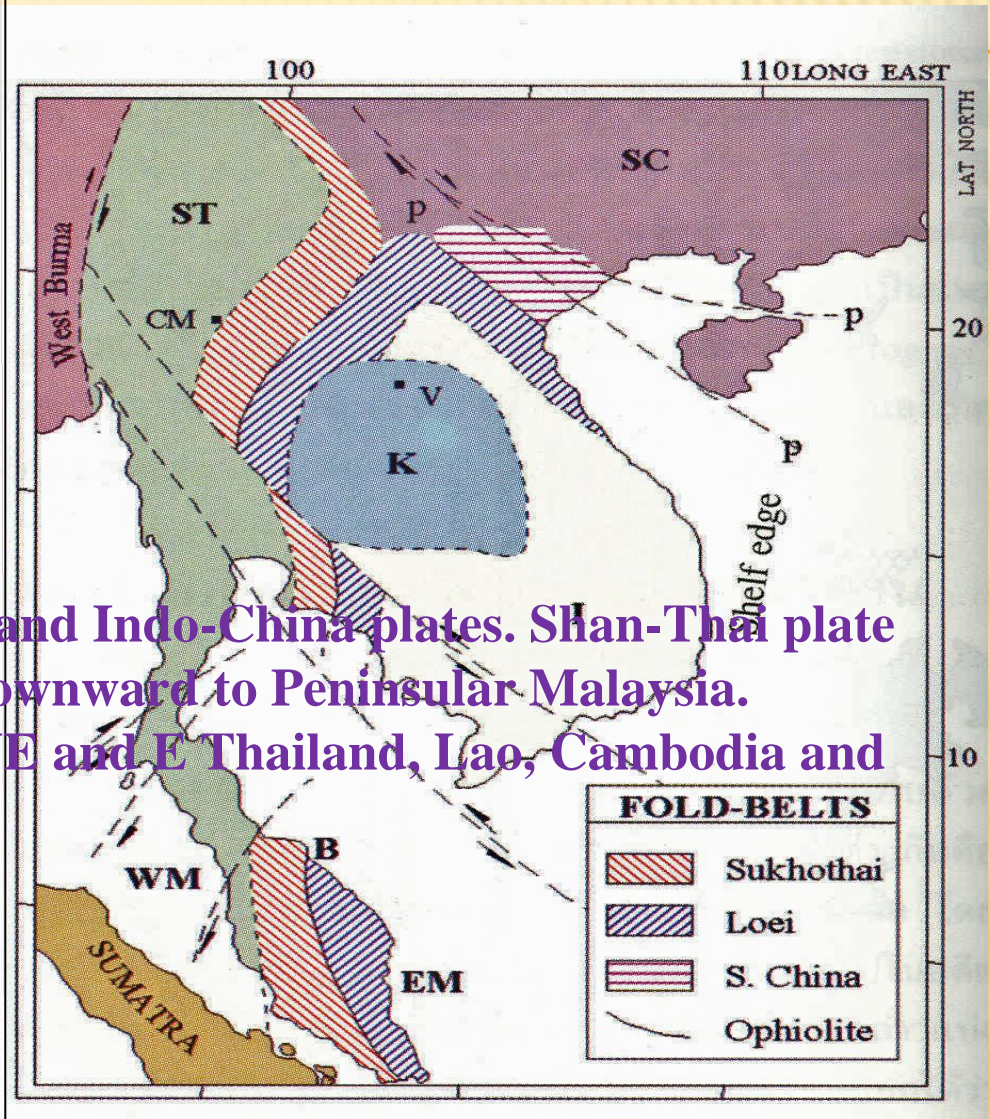 100
110 LONG EAST
LAT NORTH
SC
ST
p
West Burma
CM
p
20
V
p
K
Shelf edge
I
and Indo-China plates. Shan-Thai plate
ownward to Peninsular Malaysia.
E and E Thailand, Lao, Cambodia and
10
FOLD-BELTS
B
WM
Sukhothai
Loei
EM
S. China
SUMATRA
Ophiolite